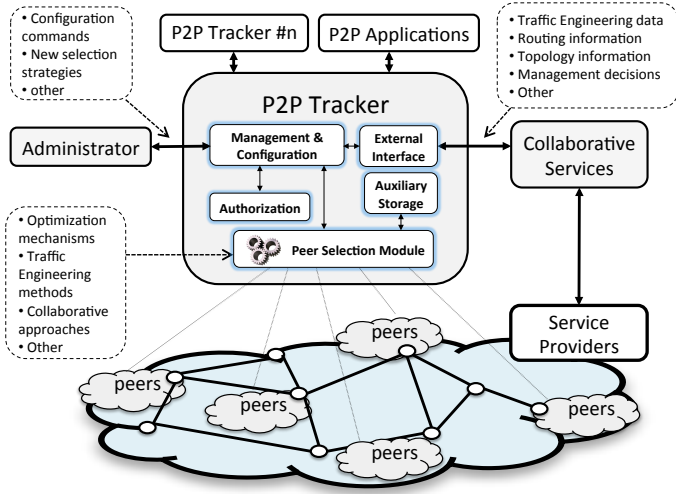 • Configuration
commands
• New selection
strategies
• other
P2P Tracker #n
P2P Applications
• Traffic Engineering data
• Routing information
• Topology information
• Management decisions
• Other
P2P Tracker
Administrator
Management &
Configuration
External
Interface
Collaborative
Services
Authorization
Auxiliary
Storage
• Optimization
mechanisms
• Traffic
Engineering
methods
• Collaborative
approaches
• Other
Peer Selection Module
Service
Providers
peers
peers
peers
peers
peers